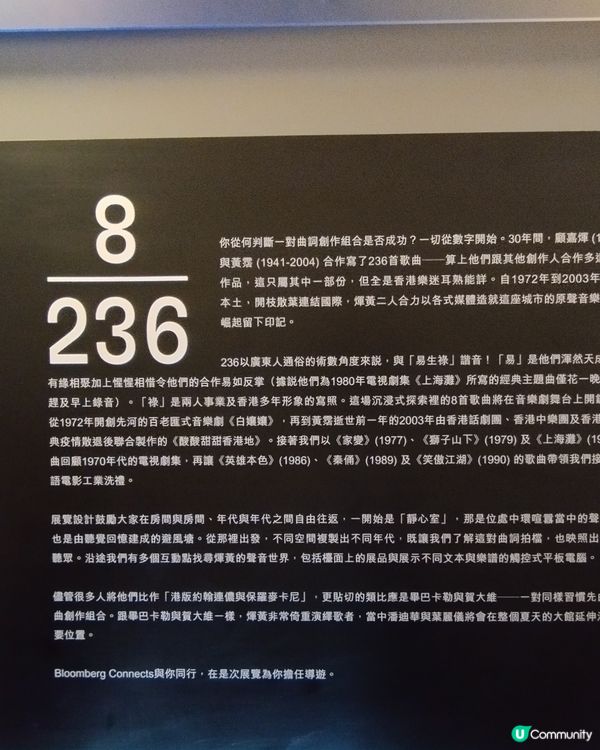 8
236
你從何判斷一對曲詞創作組合是否成功？一切從數字開始。30年間，顧嘉煇 (1
與黃霑 (1941-2004) 合作寫了236首歌曲——算上他們跟其他創作人合作多達
作品，這只屬其中一部份，但全是香港樂迷耳熟能詳。自1972年到2003年
本土，開枝散葉連結國際，煇黃二人合力以各式媒體造就這座城市的原聲音樂
崛起留下印記。
236以廣東人通俗的術數角度來説，與「易生祿」諧音！「易」是他們渾然天成
有緣相聚加上惺惺相惜令他們的合作易如反掌（據説他們為1980年電視劇集《上海灘》所寫的經典主題曲僅花一晚
趕及早上錄音）。「祿」是兩人事業及香港多年形象的寫照。這場沉浸式探索裡的8首歌曲將在音樂劇舞台上開
從1972年開創先河的百老匯式音樂劇《白孃孃》，再到黃霑逝世前一年的2003年由香港話劇團、香港中樂團及香港
典疫情散退後聯合製作的《酸酸甜甜香港地》。接著我們以《家變》(1977)、《獅子山下》(1979) 及《上海灘》(19
曲回顧1970年代的電視劇集，再讓《英雄本色》(1986)、《秦俑》(1989) 及《笑傲江湖》(1990) 的歌曲帶領我們接
語電影工業洗禮。
展覽設計鼓勵大家在房間與房間、年代與年代之間自由往返，一開始是「靜心室」，那是位處中環喧囂當中的聲
也是由聽覺回憶建成的避風塘。從那裡出發，不同空間複製出不同年代，既讓我們了解這對曲詞拍檔，也映照出
聽眾。沿途我們有多個互動點找尋煇黃的聲音世界，包括檯面上的展品與展示不同文本與樂譜的觸控式平板電腦。
儘管很多人將他們比作「港版約翰連儂與保羅麥卡尼」，更貼切的類比應是畢巴卡勒與賀大維——一對同樣習慣先
曲創作組合。跟畢巴卡勒與賀大維一樣，煇黃非常倚重演繹歌者，當中潘迪華與葉麗儀將會在整個夏天的大館延伸
要位置。
Bloomberg Connects與你同行，在是次展覽為你擔任導遊。
U Community